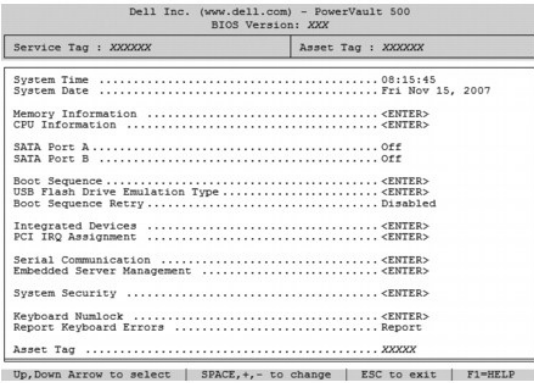 Dell Inc. (www.dell.com) - PowerVault 500
BIOS Version: XXX
Service Tag : XXXXXX Asset Tag : XXXXXX
System Time ........................................ 08:15:45
System Date ........................................ Fri Nov 15, 2007
Memory Information ................................. <ENTER>
CPU Information .................................... <ENTER>
SATA Port A ........................................ Off
SATA Port B ........................................ Off
Boot Sequence ...................................... <ENTER>
USB Flash Drive Emulation Type ..................... <ENTER>
Boot Sequence Retry ................................ Disabled
Integrated Devices ................................. <ENTER>
PCI IRQ Assignment ................................. <ENTER>
Serial Communication ............................... <ENTER>
Embedded Server Management ......................... <ENTER>
System Security .................................... <ENTER>
Keyboard Numlock ................................... <ENTER>
Report Keyboard Errors ............................. Report
Asset Tag .......................................... XXXXX
Up,Down Arrow to select | SPACE,+,- to change | ESC to exit | F1=HELP